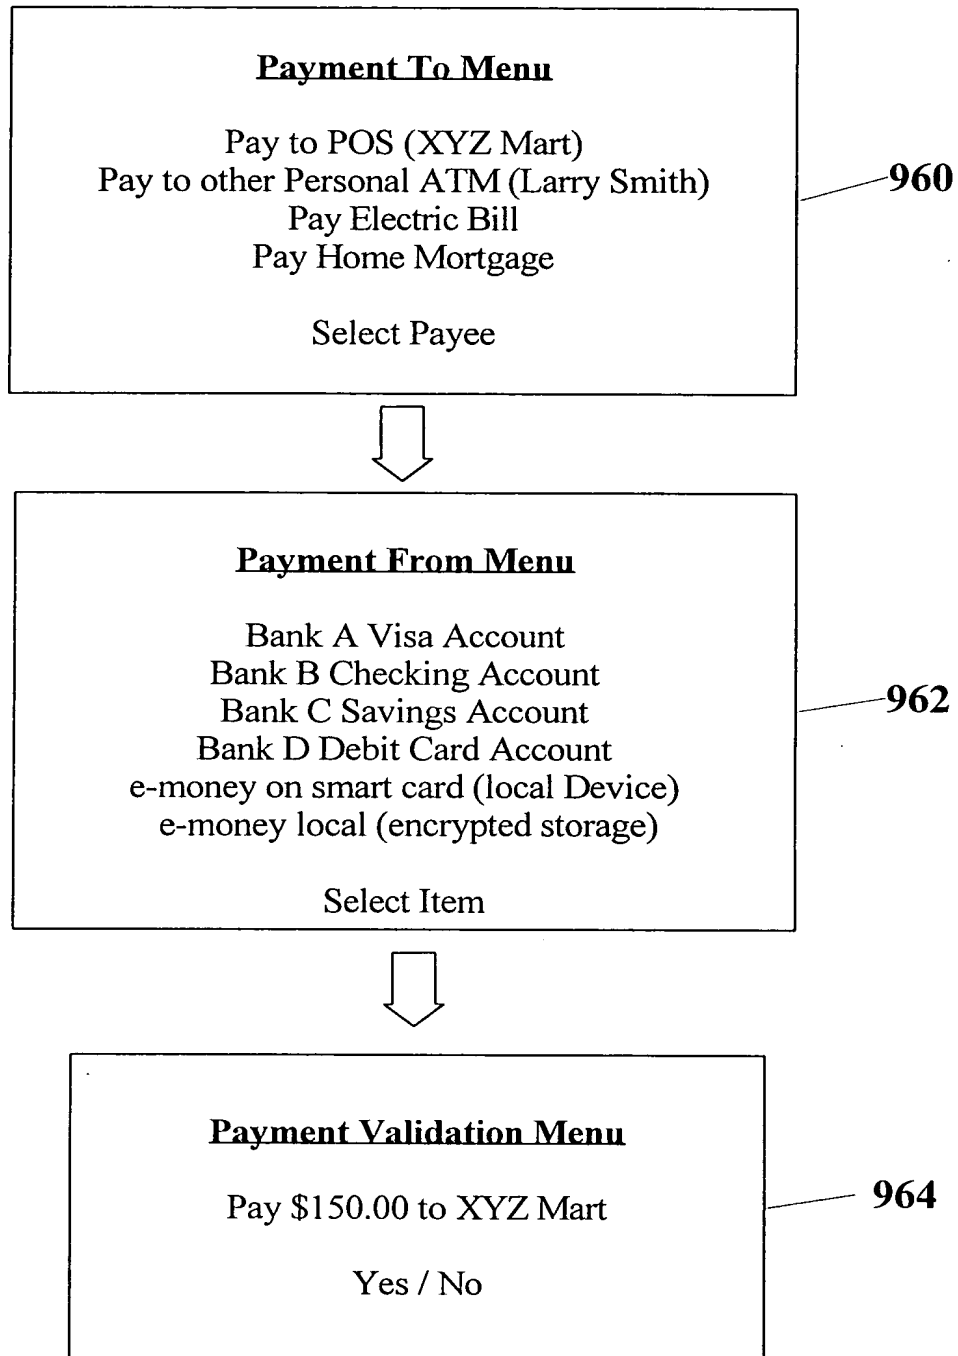 Payment To Menu
Pay to POS (XYZ Mart)
Pay to other Personal ATM (Larry Smith)
Pay Electric Bill
Pay Home Mortgage
Select Payee
960
Payment From Menu
Bank A Visa Account
Bank B Checking Account
Bank C Savings Account
Bank D Debit Card Account
e-money on smart card (local Device)
e-money local (encrypted storage)
Select Item
962
Payment Validation Menu
Pay $150.00 to XYZ Mart
Yes / No
964